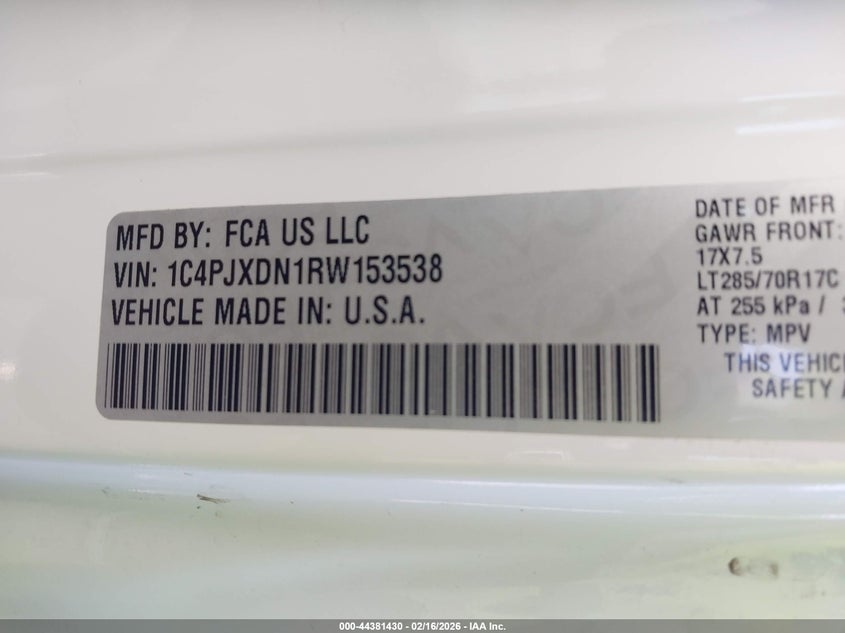 MFD BY: FCA US LLC
VIN: 1C4PJXDN1RW153538
VEHICLE MADE IN: U.S.A.
DATE OF MFR
GAWR FRONT:
17X7.5
LT285/70R17C
AT 255 kPa /
TYPE: MPV
THIS VEHIC
SAFETY
000-44381430 - 02/16/2026 - IAA Inc.